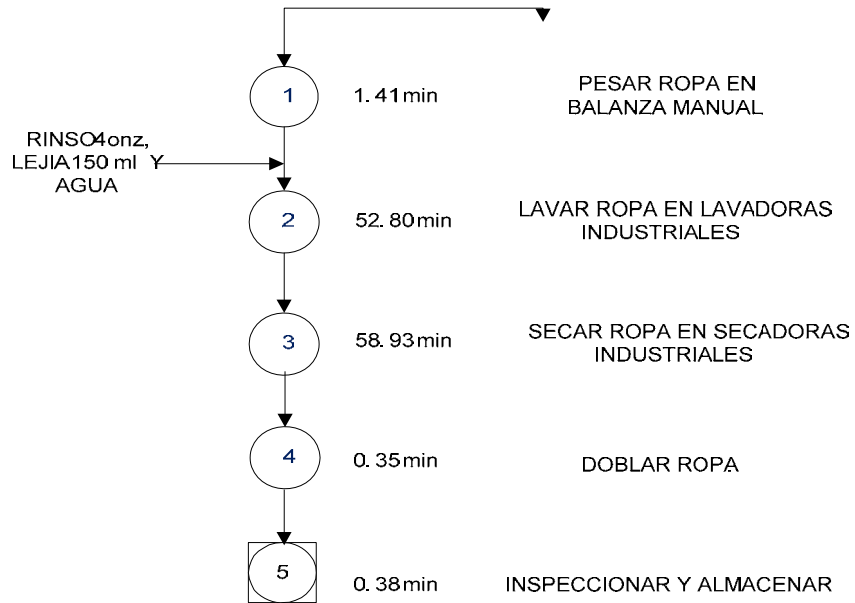 1
1.41min
PESAR ROPA EN
BALANZA MANUAL
RINSO4onz,
LEJIA150 ml Y
AGUA
2
52.80min
LAVAR ROPA EN LAVADORAS
INDUSTRIALES
3
58.93min
SECAR ROPA EN SECADORAS
INDUSTRIALES
4
0.35min
DOBLAR ROPA
5
0.38min
INSPECCIONAR Y ALMACENAR